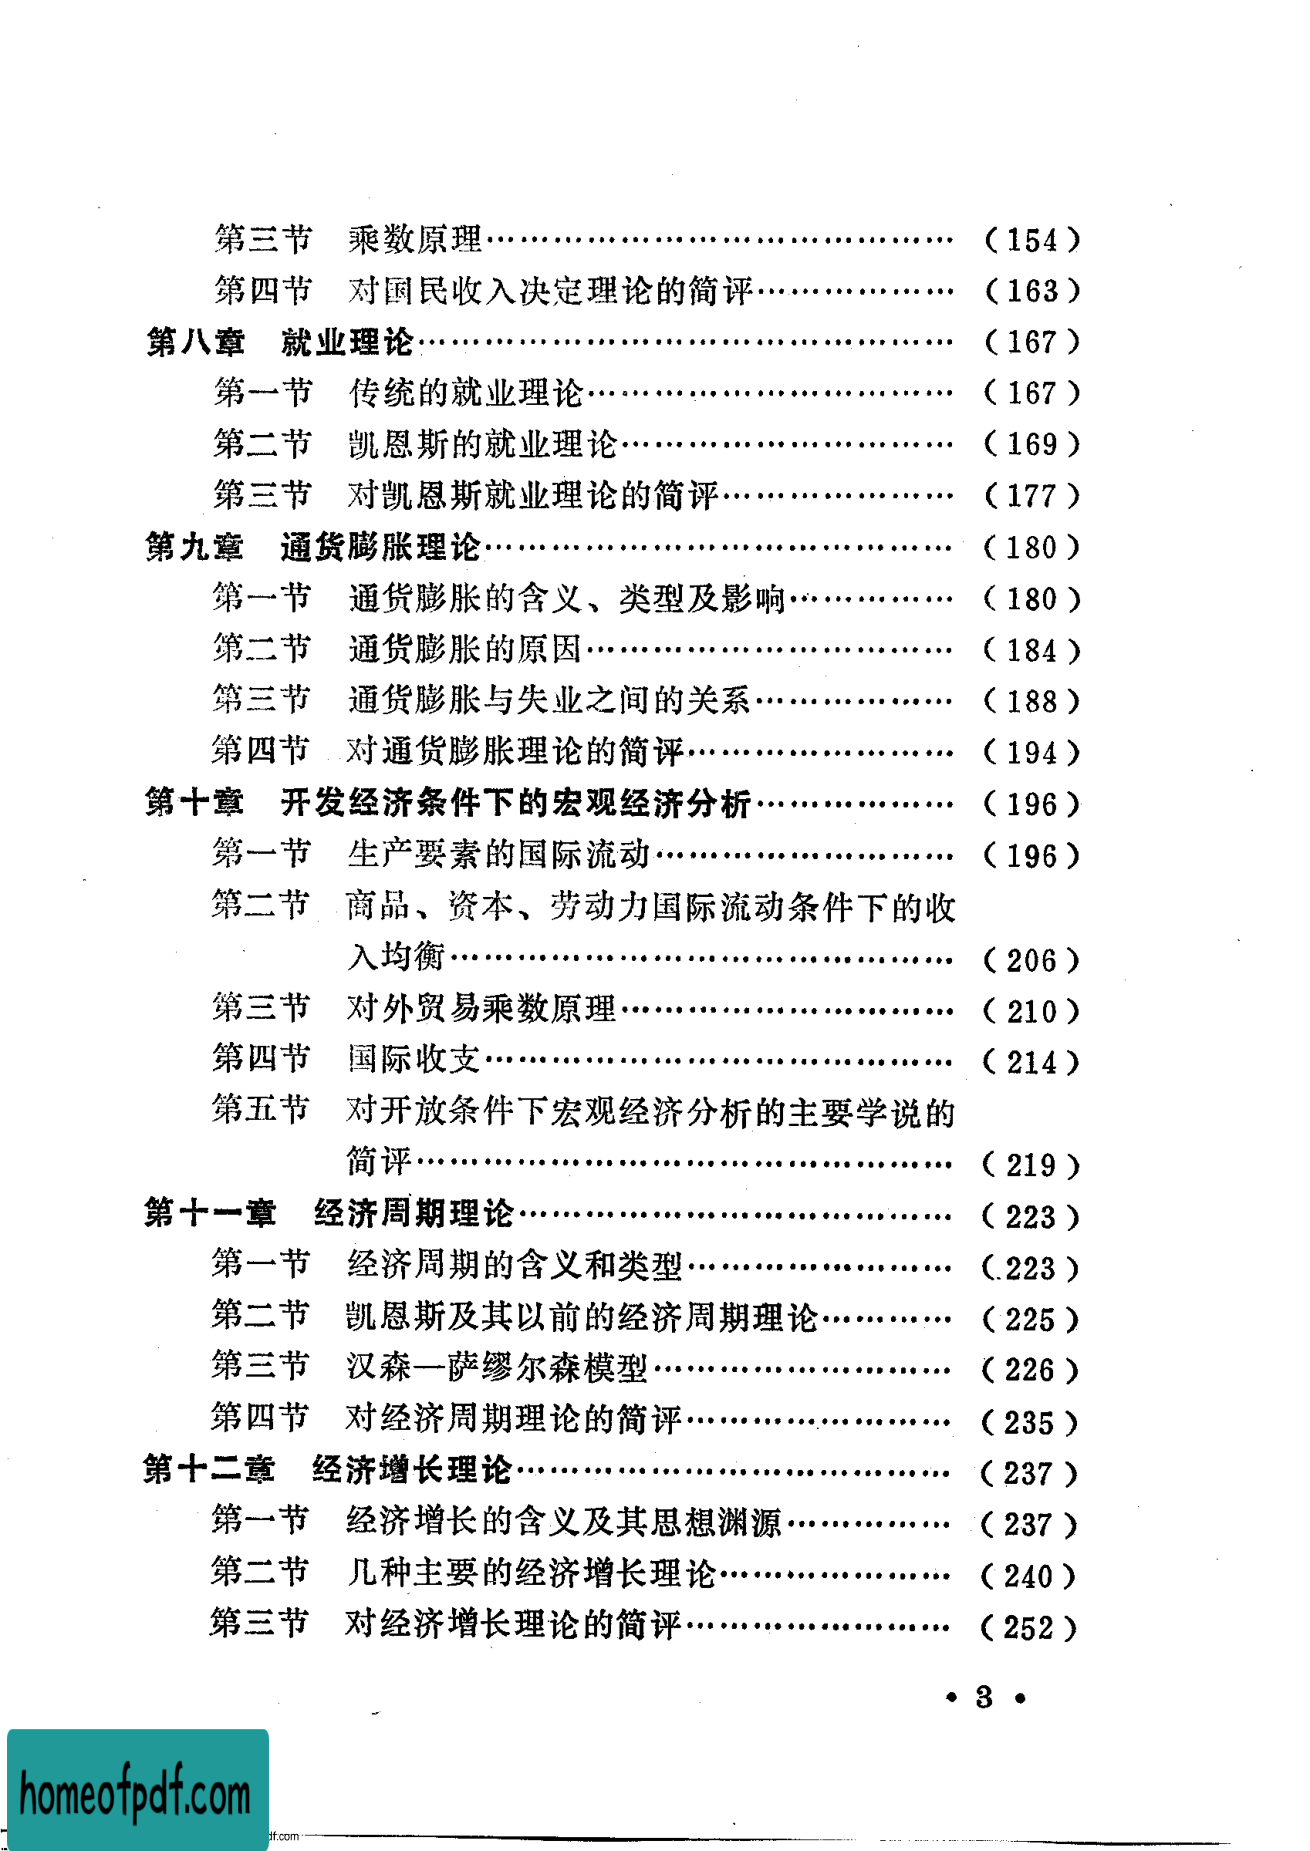 第三节 乘数原理…………………………………… （154）
第四节 对国民收入决定理论的简评……………… （163）
第八章 就业理论………………………………………… （167）
第一节 传统的就业理论…………………………… （167）
第二节 凯恩斯的就业理论………………………… （169）
第三节 对凯恩斯就业理论的简评………………… （177）
第九章 通货膨胀理论…………………………………… （180）
第一节 通货膨胀的含义、类型及影响…………… （180）
第二节 通货膨胀的原因…………………………… （184）
第三节 通货膨胀与失业之间的关系……………… （188）
第四节 对通货膨胀理论的简评…………………… （194）
第十章 开发经济条件下的宏观经济分析……………… （196）
第一节 生产要素的国际流动……………………… （196）
第二节 商品、资本、劳动力国际流动条件下的收
入均衡……………………………………… （206）
第三节 对外贸易乘数原理………………………… （210）
第四节 国际收支…………………………………… （214）
第五节 对开放条件下宏观经济分析的主要学说的
简评………………………………………… （219）
第十一章 经济周期理论………………………………… （223）
第一节 经济周期的含义和类型…………………… （223）
第二节 凯恩斯及其以前的经济周期理论………… （225）
第三节 汉森—萨缪尔森模型……………………… （226）
第四节 对经济周期理论的简评…………………… （235）
第十二章 经济增长理论………………………………… （237）
第一节 经济增长的含义及其思想渊源…………… （237）
第二节 几种主要的经济增长理论………………… （240）
第三节 对经济增长理论的简评…………………… （252）
• 3 •
homeofpdf.com
df.com